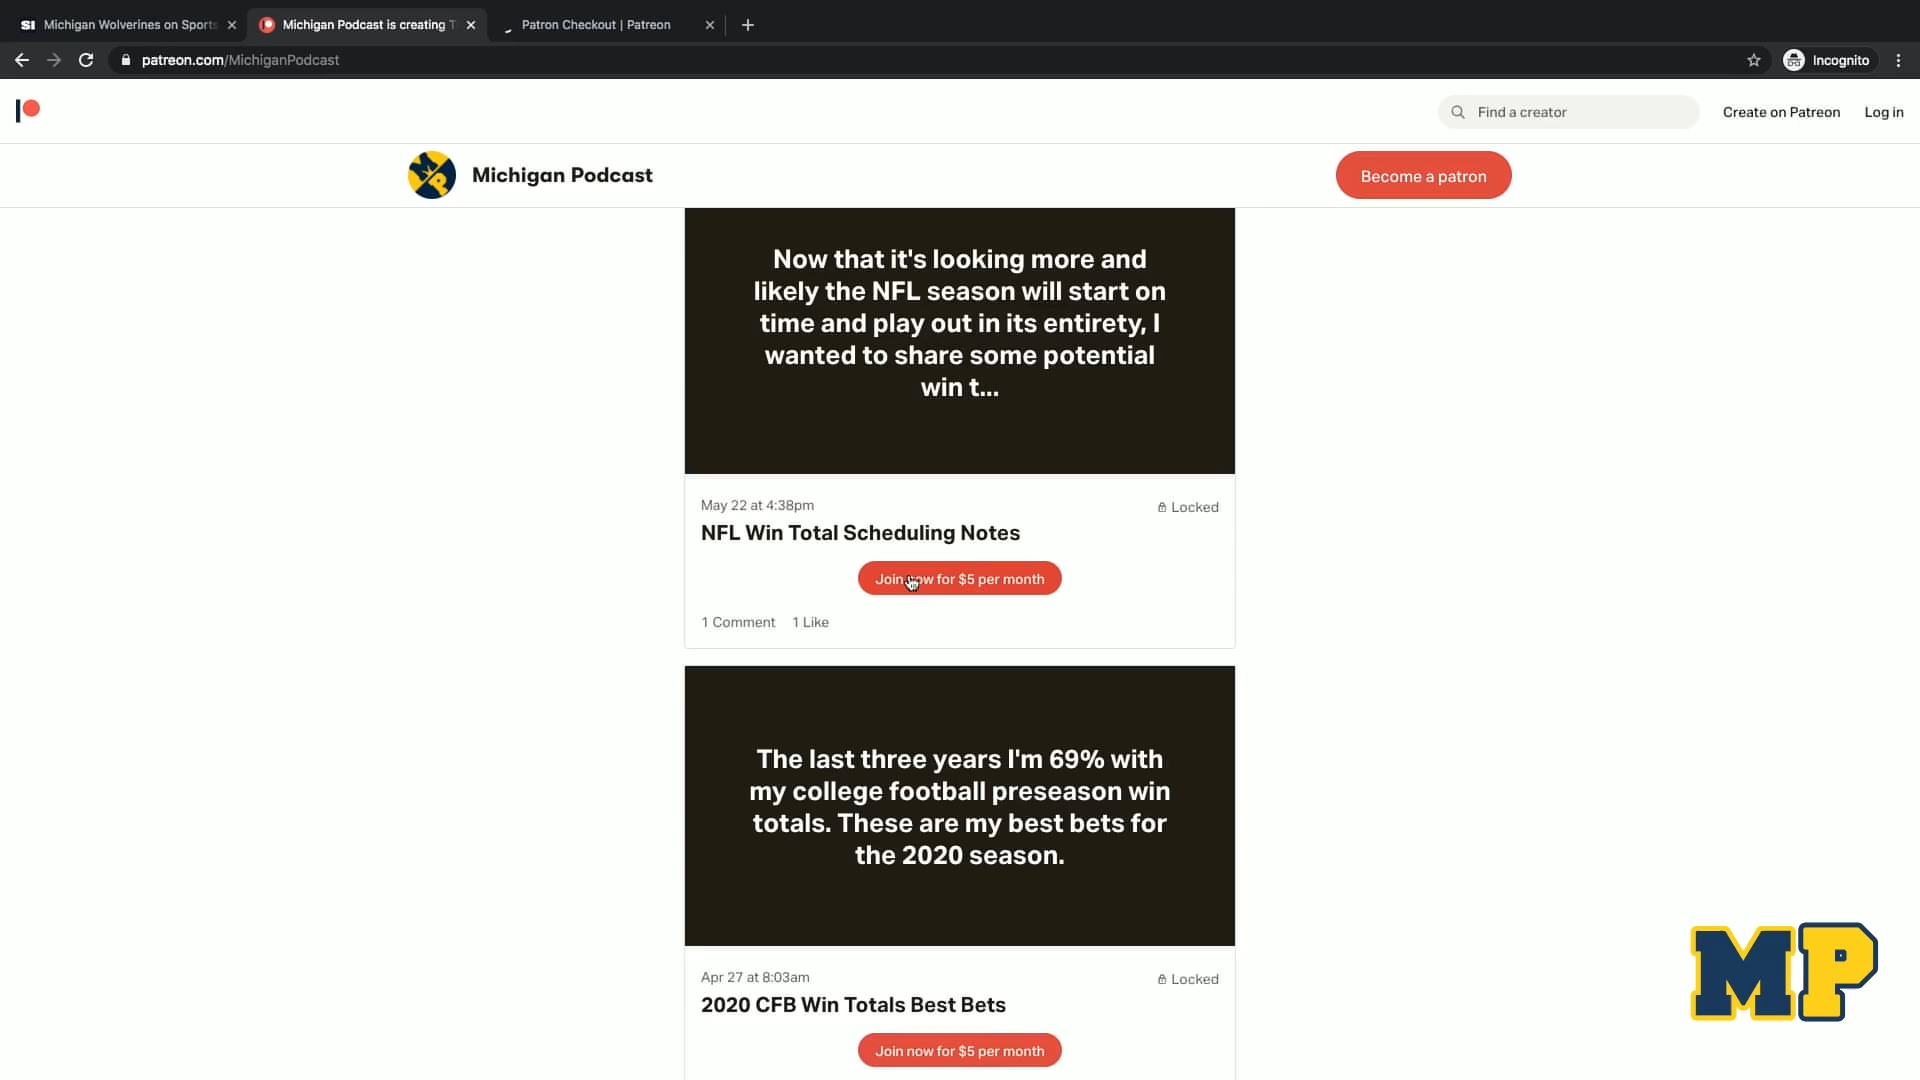 SI Michigan Wolverines on Sports
Michigan Podcast is creating T
Patron Checkout | Patreon
patreon.com/MichiganPodcast
Incognito
Find a creator
Create on Patreon
Log in
Michigan Podcast
Become a patron
Now that it's looking more and
likely the NFL season will start on
time and play out in its entirety, I
wanted to share some potential
win t...
May 22 at 4:38pm
Locked
NFL Win Total Scheduling Notes
Join now for $5 per month
1 Comment 1 Like
The last three years I'm 69% with
my college football preseason win
totals. These are my best bets for
the 2020 season.
Apr 27 at 8:03am
Locked
2020 CFB Win Totals Best Bets
Join now for $5 per month
MP